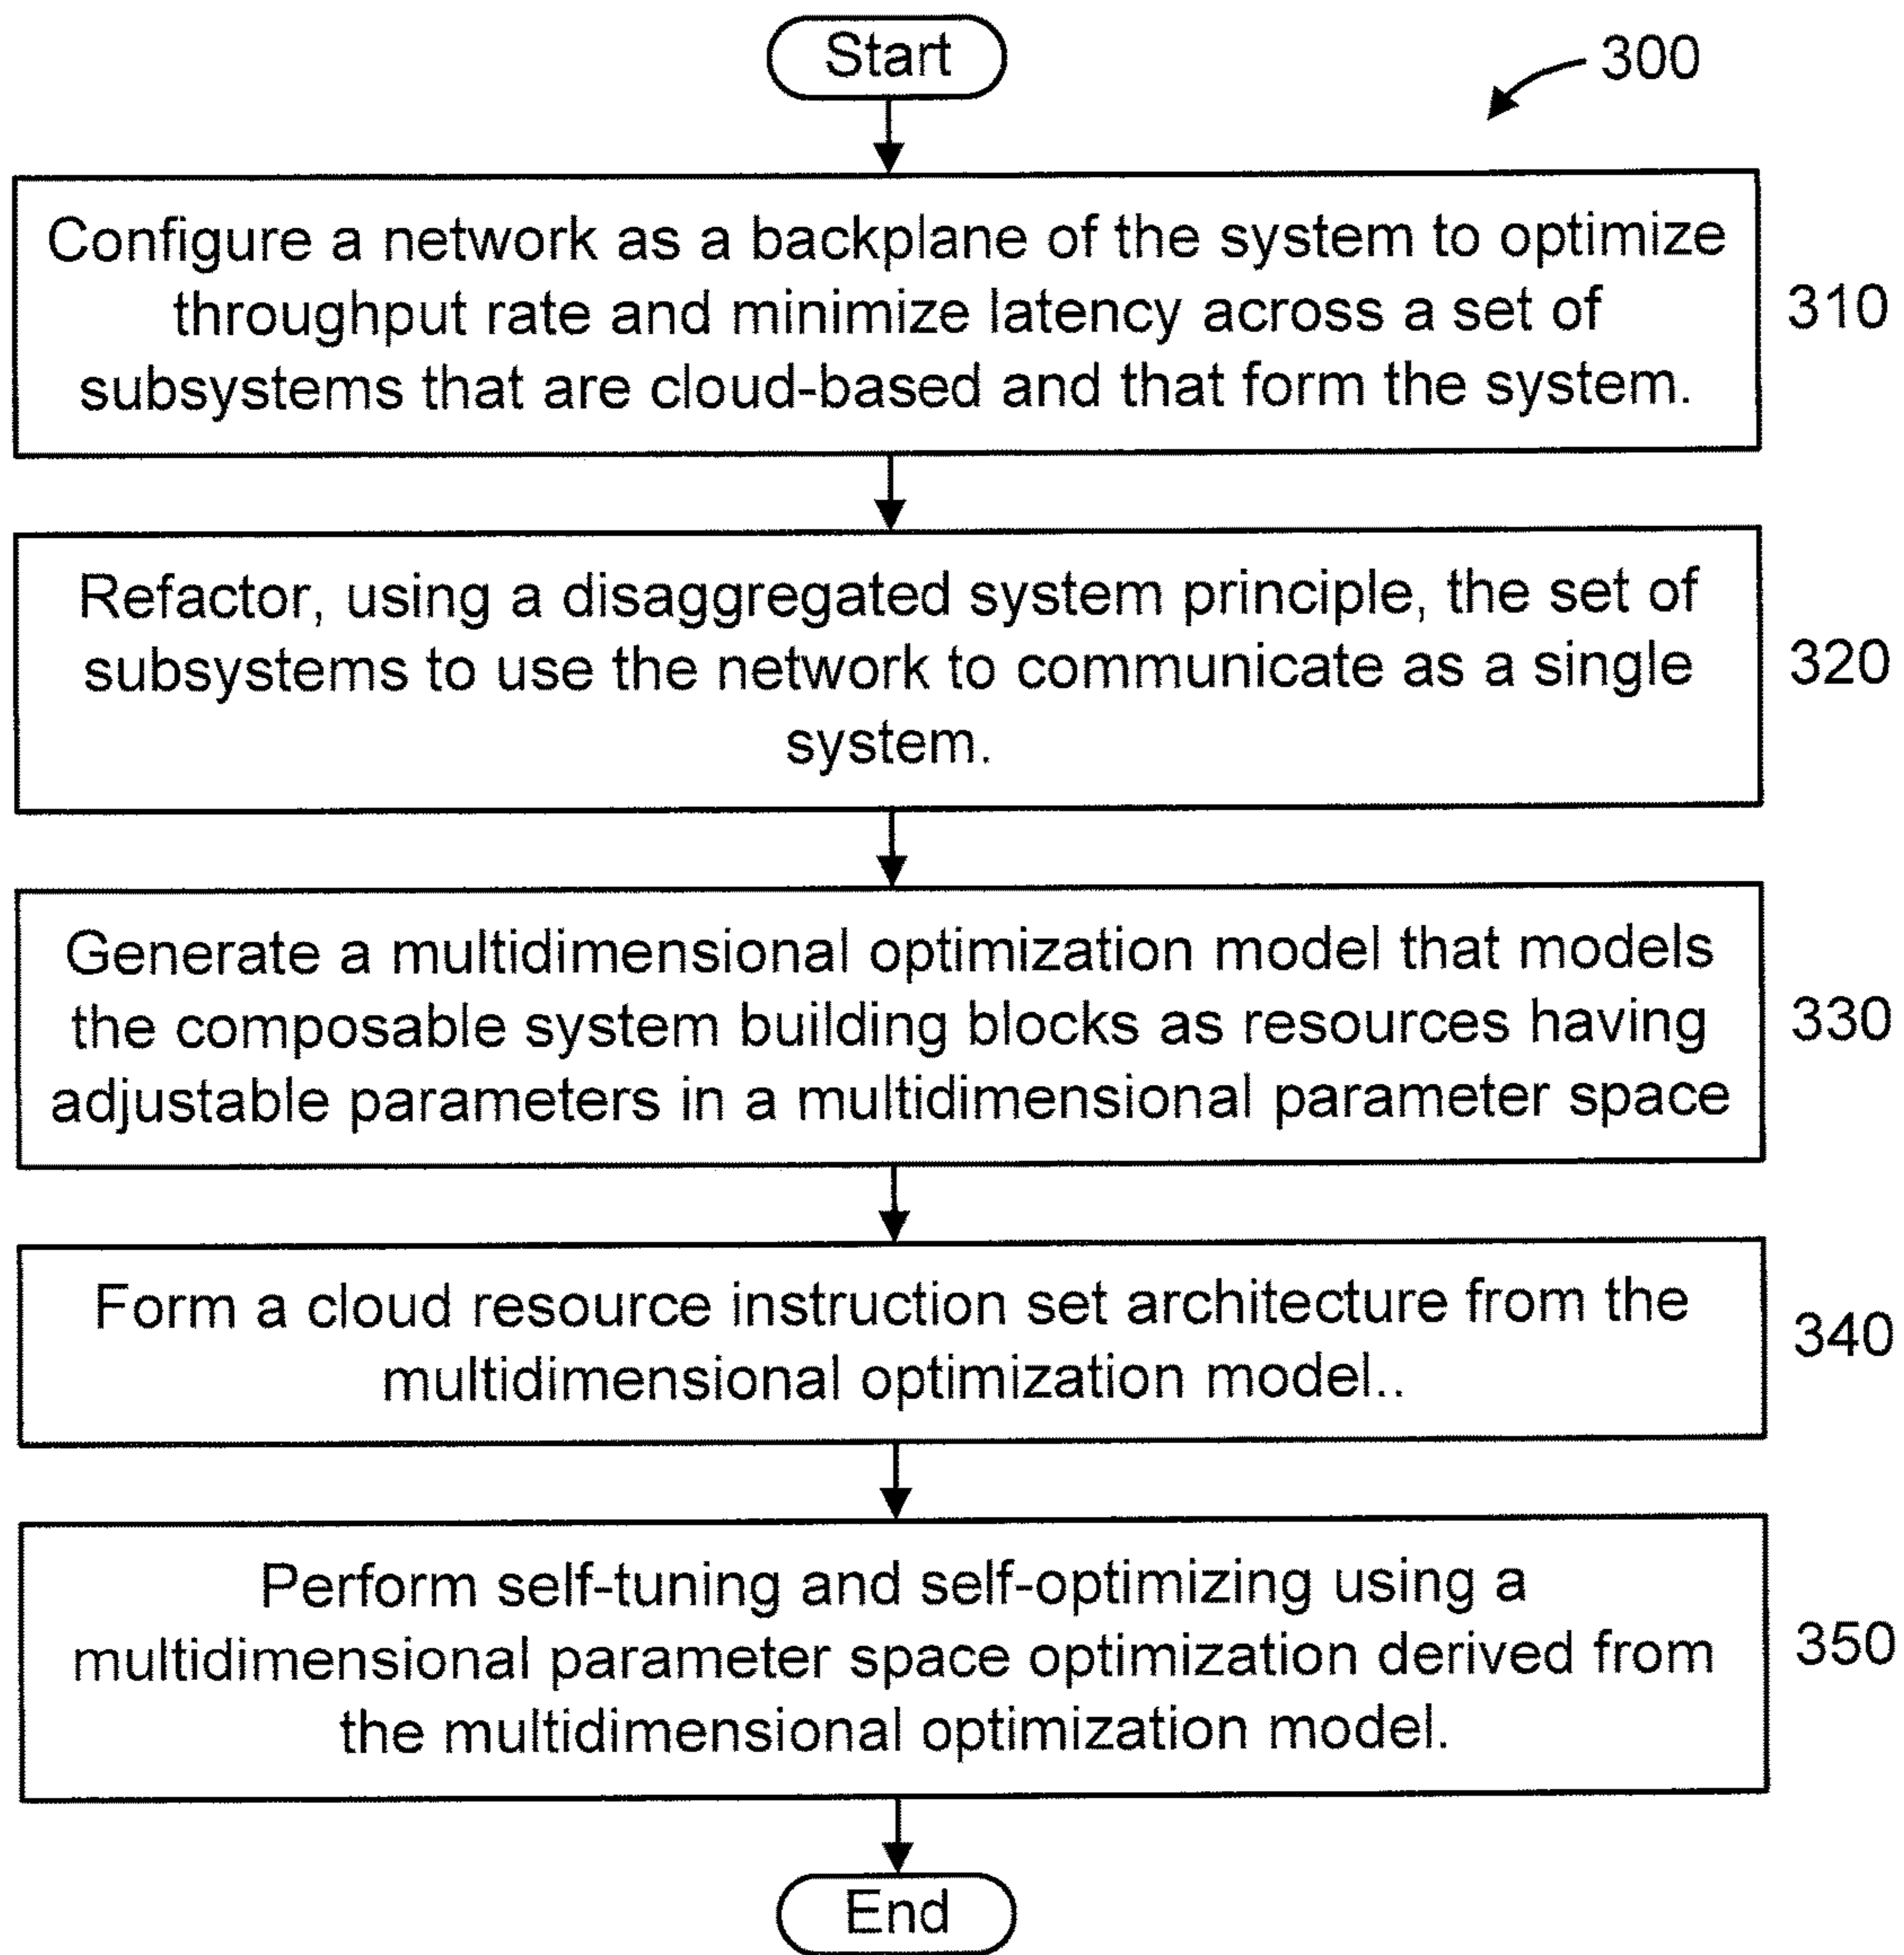 Start
300
Configure a network as a backplane of the system to optimize
throughput rate and minimize latency across a set of
subsystems that are cloud-based and that form the system.
310
Refactor, using a disaggregated system principle, the set of
subsystems to use the network to communicate as a single
system.
320
Generate a multidimensional optimization model that models
the composable system building blocks as resources having
adjustable parameters in a multidimensional parameter space
330
Form a cloud resource instruction set architecture from the
multidimensional optimization model..
340
Perform self-tuning and self-optimizing using a
multidimensional parameter space optimization derived from
the multidimensional optimization model.
350
End